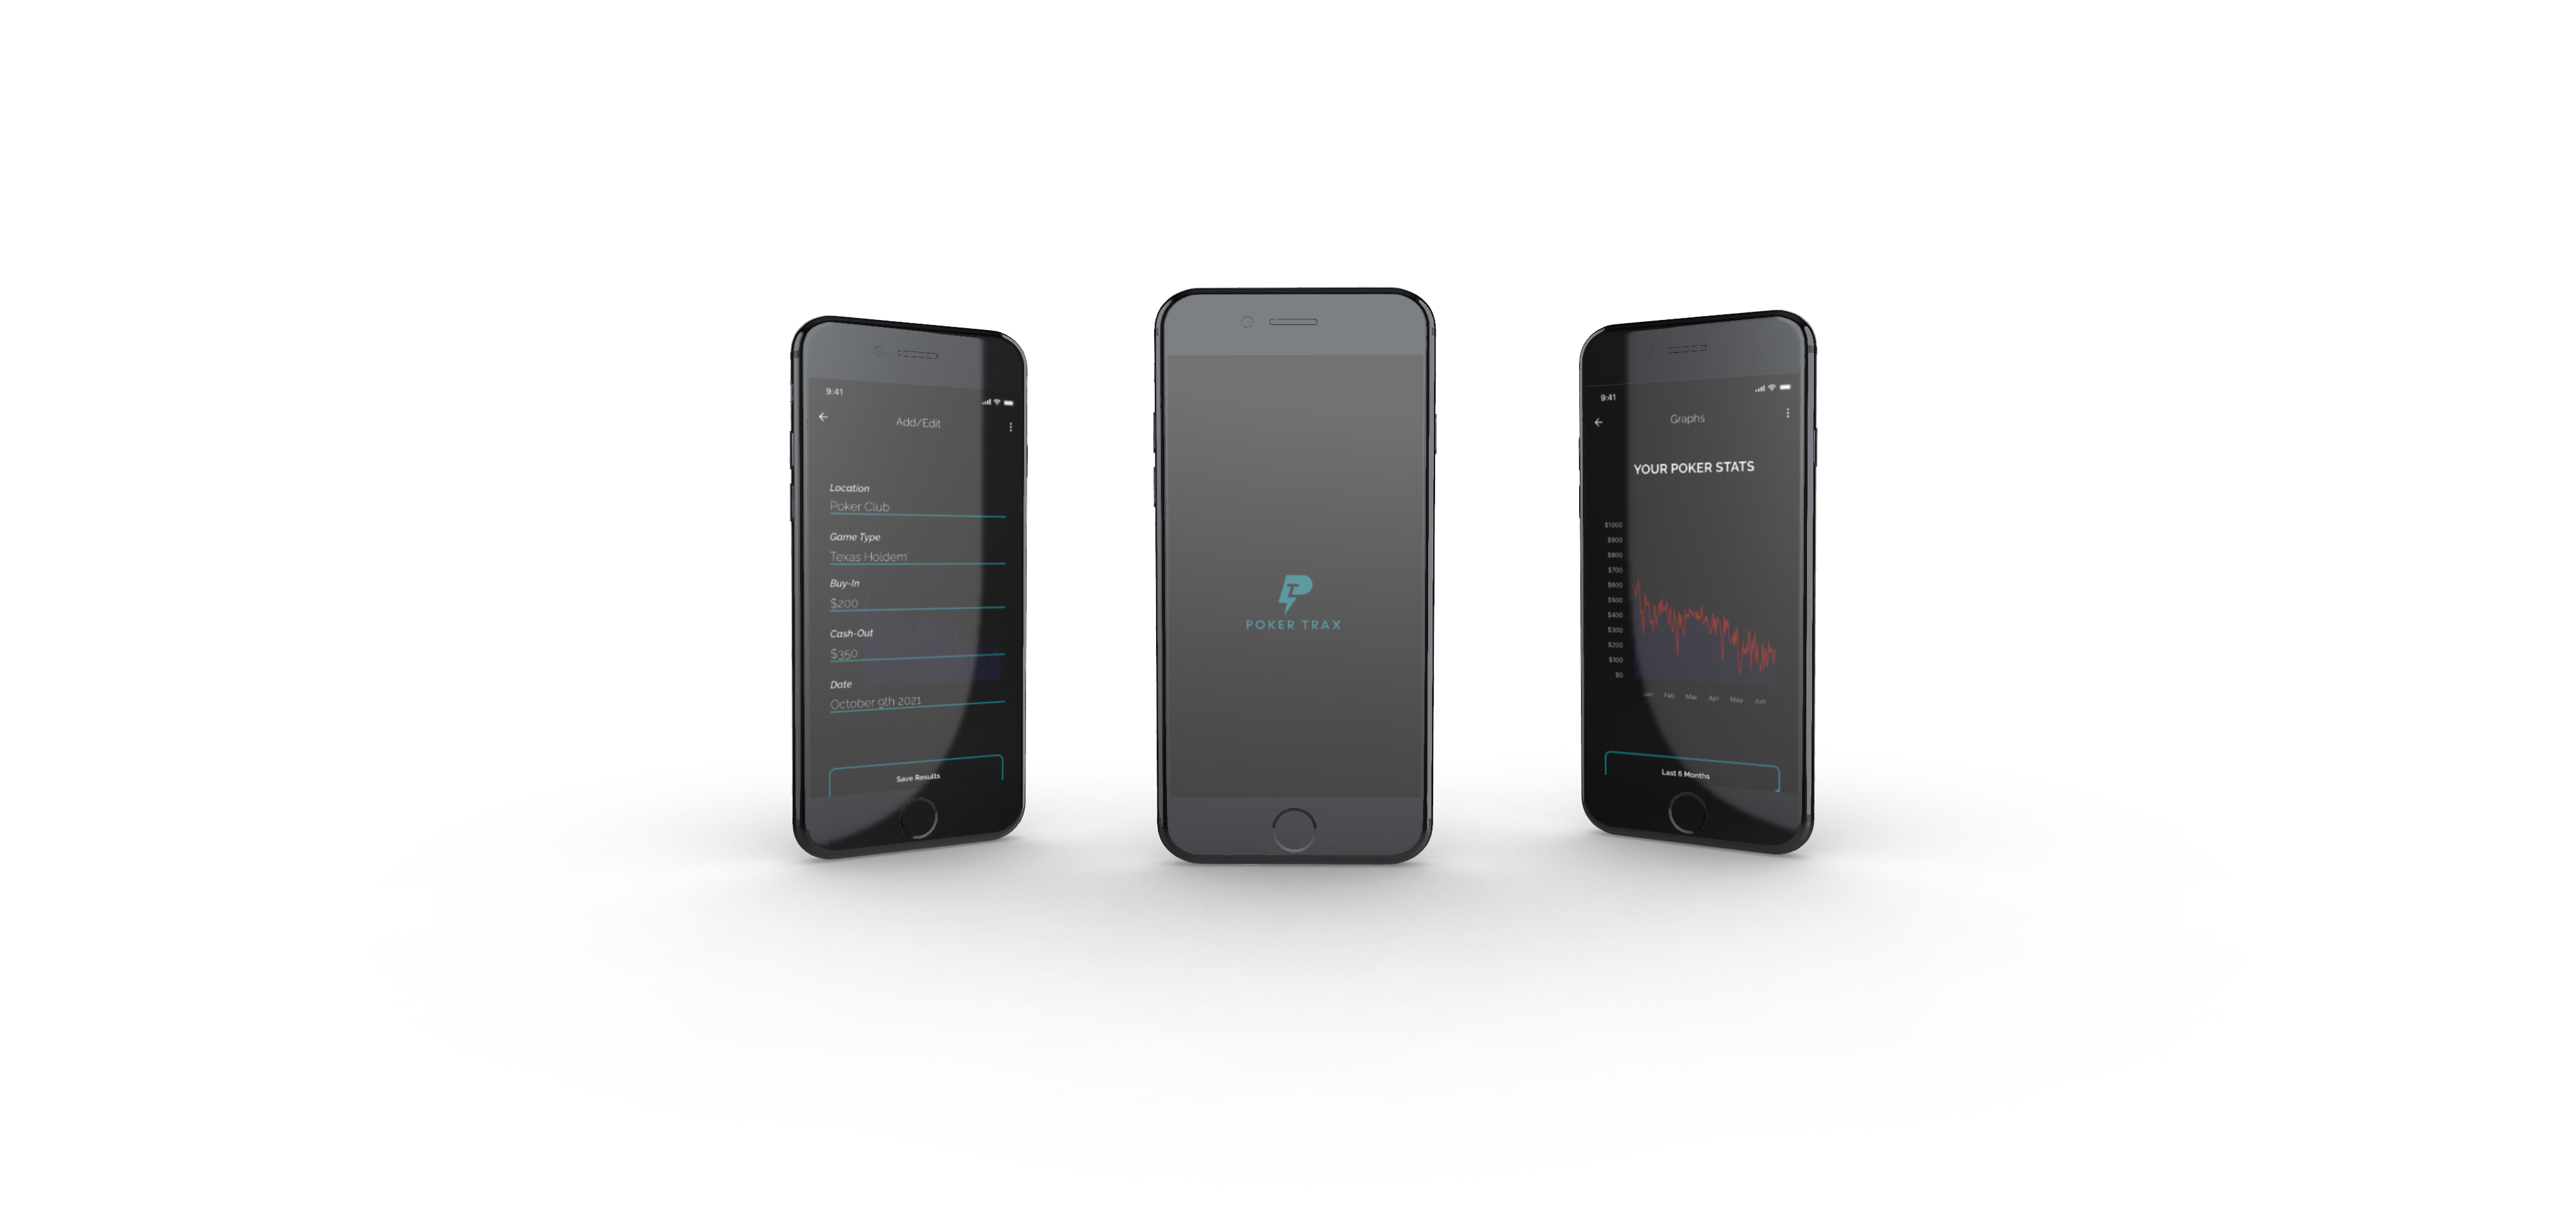 9:41
Add/Edit
Location
Poker Club
Game Type
Texas Holdem
Buy-In
$200
Cash-Out
$350
Date
October 9th 2021
Save Results
POKER TRAX
9:41
Graphs
YOUR POKER STATS
$1000
$900
$800
$700
$600
$500
$400
$300
$200
$100
$0
Jan Feb Mar Apr May Jun
Last 6 Months